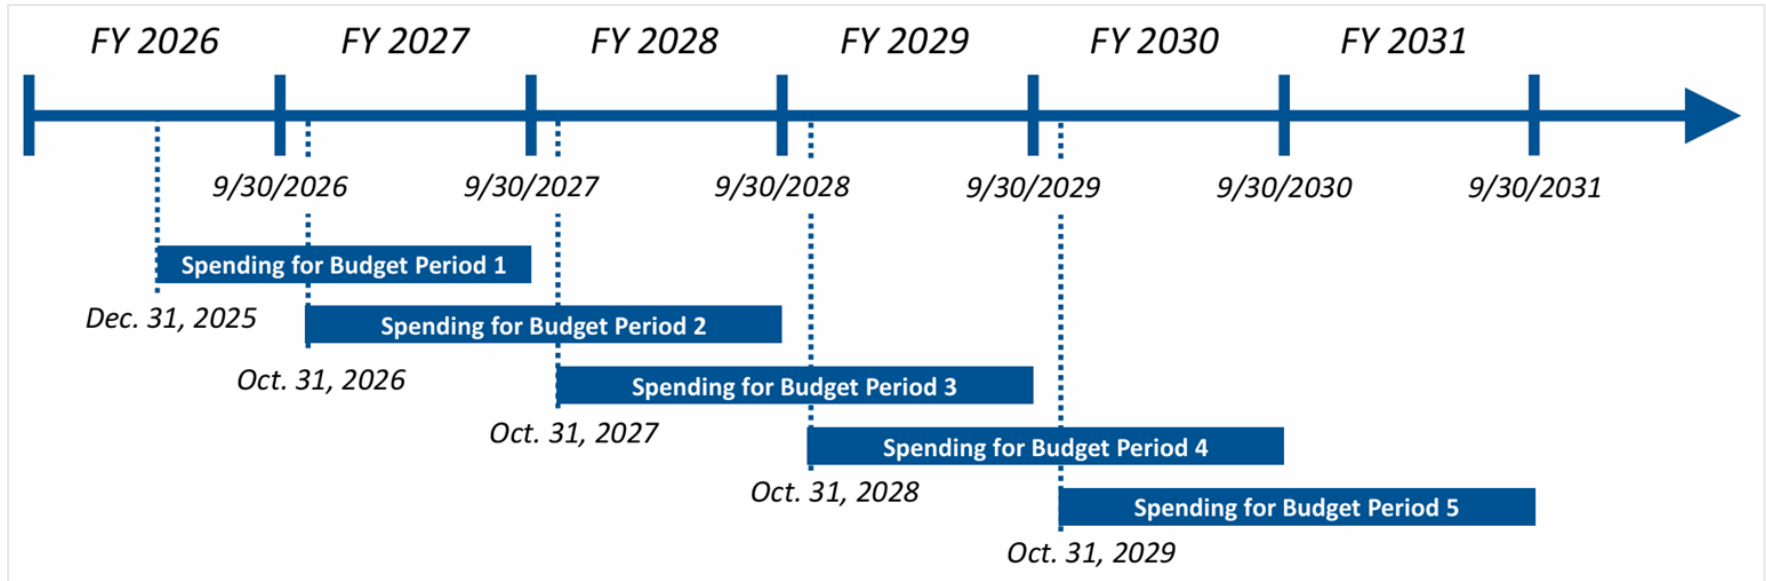 FY 2026 FY 2027 FY 2028 FY 2029 FY 2030 FY 2031
9/30/2026 9/30/2027 9/30/2028 9/30/2029 9/30/2030 9/30/2031
Spending for Budget Period 1
Dec. 31, 2025
Spending for Budget Period 2
Oct. 31, 2026
Spending for Budget Period 3
Oct. 31, 2027
Spending for Budget Period 4
Oct. 31, 2028
Spending for Budget Period 5
Oct. 31, 2029